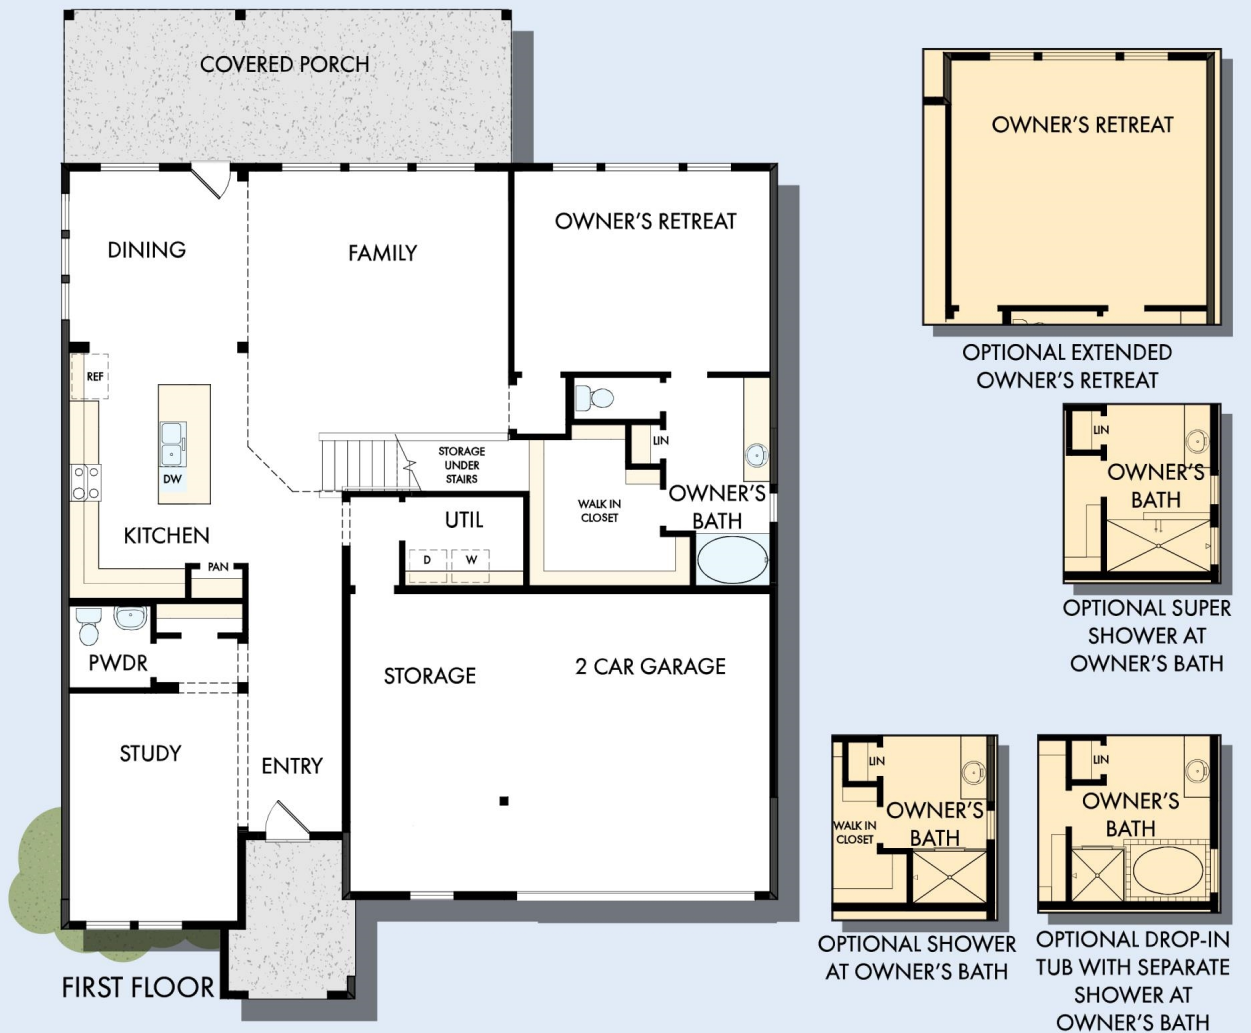 COVERED PORCH
DINING
FAMILY
OWNER'S RETREAT
REF
DW
KITCHEN
PAN
STORAGE
UNDER
STAIRS
LIN
WALK IN
CLOSET
OWNER'S
BATH
UTIL
D
W
PWDR
STORAGE
2 CAR GARAGE
STUDY
ENTRY
FIRST FLOOR
OWNER'S RETREAT
OPTIONAL EXTENDED
OWNER'S RETREAT
LIN
OWNER'S
BATH
OPTIONAL SUPER
SHOWER AT
OWNER'S BATH
LIN
OWNER'S
BATH
WALK IN
CLOSET
OPTIONAL SHOWER
AT OWNER'S BATH
LIN
OWNER'S
BATH
OPTIONAL DROP-IN
TUB WITH SEPARATE
SHOWER AT
OWNER'S BATH